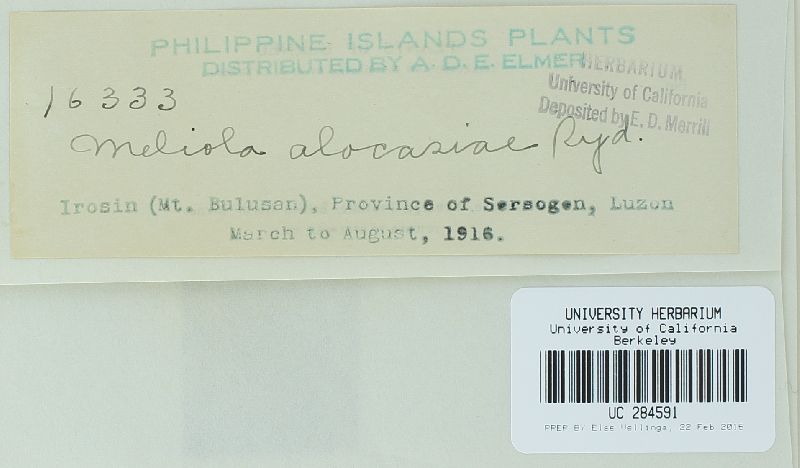 PHILIPPINE ISLANDS PLANTS
DISTRIBUTED BY A. D. E. ELMER
HERBARIUM
University of California
Deposited by E. D. Merrill
16333
Meliola alocasiae Ryd.
Irosin (Mt. Bulusan), Province of Sorsogon, Luzon
March to August, 1916.
UNIVERSITY HERBARIUM
University of California
Berkeley
UC 284591
PREP BY Else Vellinga, 22 Feb 2016